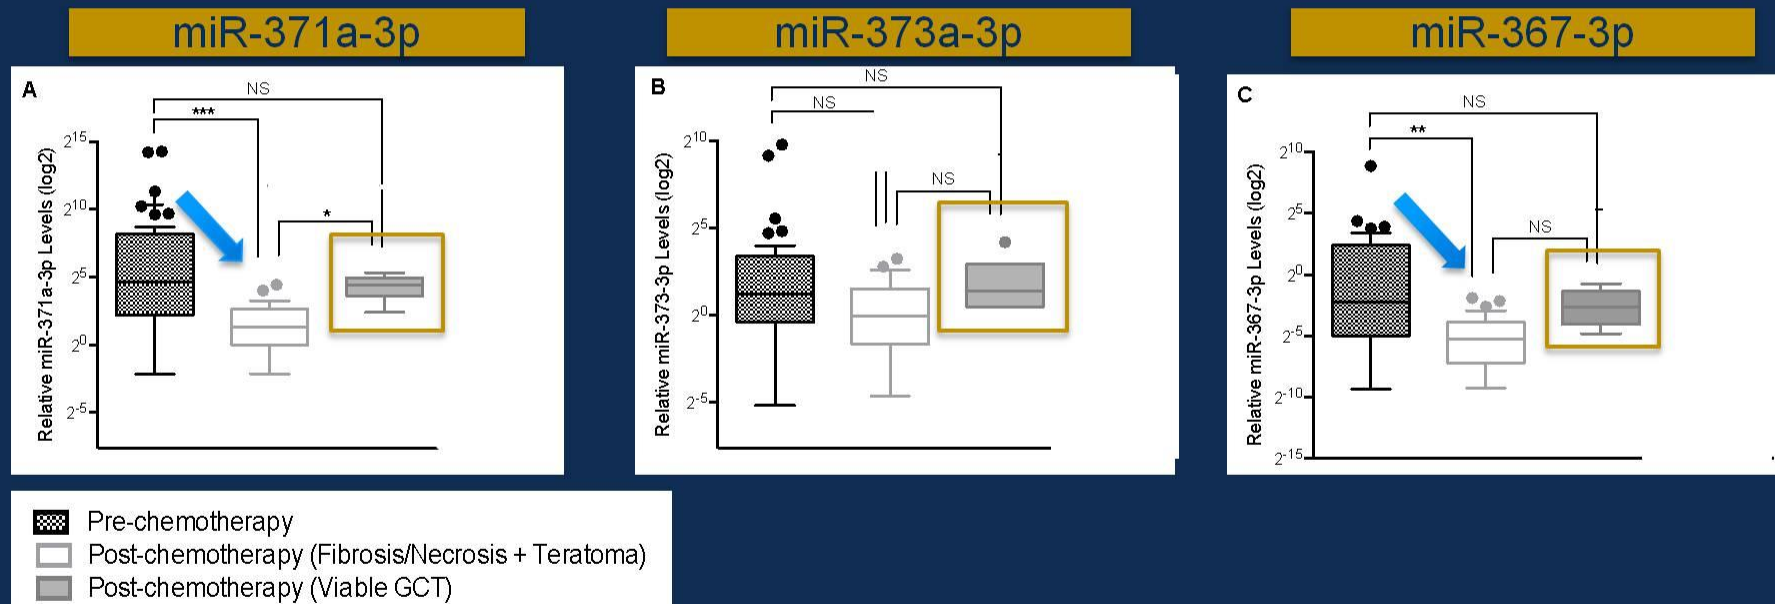 miR-371a-3p
miR-373a-3p
miR-367-3p
A
NS
***
*
2^15
2^10
2^5
2^0
2^-5
Relative miR-371a-3p Levels (log2)
B
NS
NS
NS
2^10
2^5
2^0
2^-5
Relative miR-373-3p Levels (log2)
C
NS
**
NS
2^10
2^5
2^0
2^-5
2^-10
2^-15
Relative miR-367-3p Levels (log2)
Pre-chemotherapy
Post-chemotherapy (Fibrosis/Necrosis + Teratoma)
Post-chemotherapy (Viable GCT)